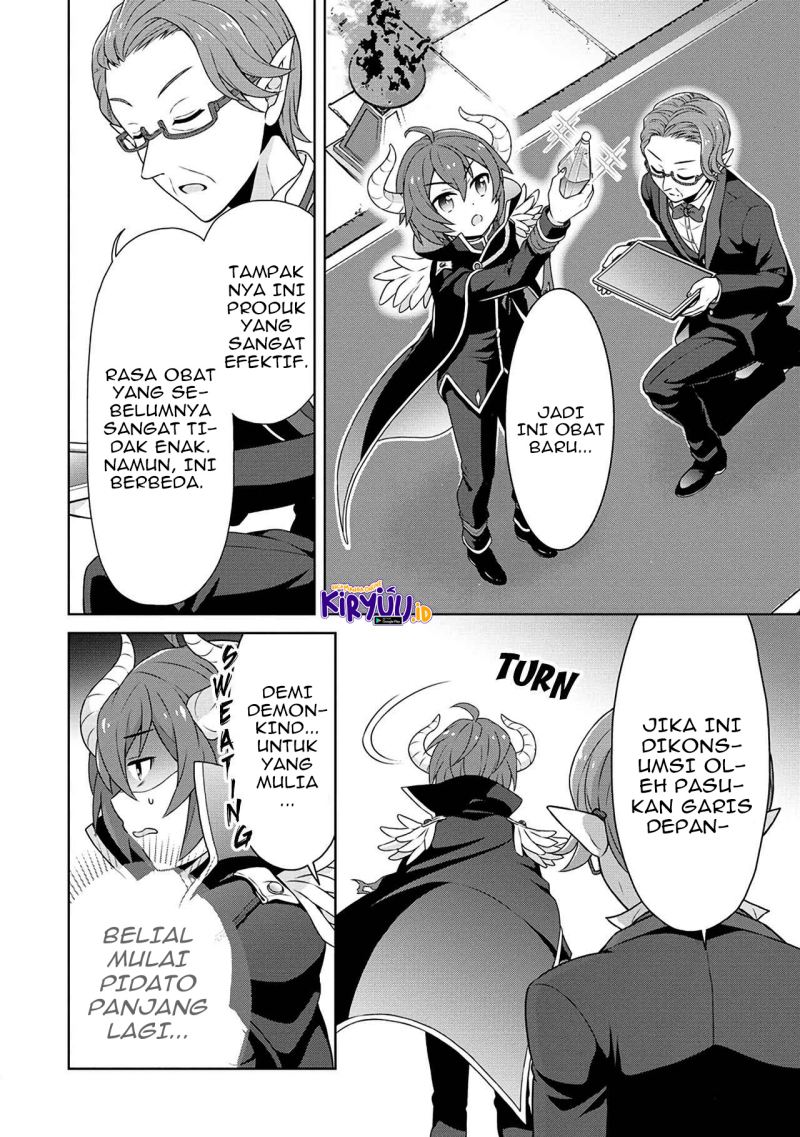 JADI
INI OBAT
BARU...
TAMPAK
NYA INI
PRODUK
YANG
SANGAT
EFEKTIF.
RASA OBAT
YANG SE-
BELUMNYA
SANGAT TI-
DAK ENAK.
NAMUN, INI
BERBEDA.
KIRYUU.ID
JIKA INI
DIKONS-
UMSI OL-
EH PASU-
KAN GARIS
DEPAN-
TURN
DEMI
DEMON-
KIND...
UNTUK
YANG
MULIA
...
SWEATING
BELIAL
MULAI
PIDATO
PANJANG
LAGI...